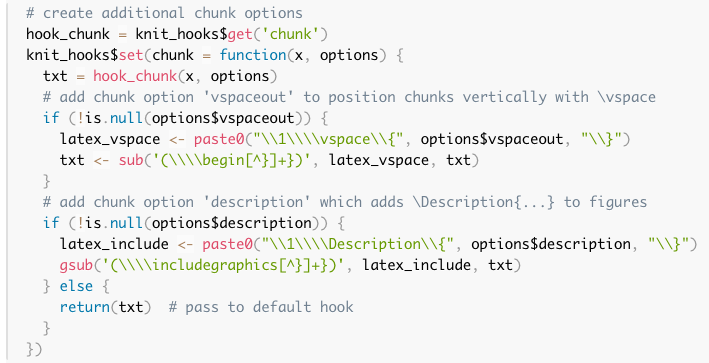 # create additional chunk options
hook_chunk = knit_hooks$get('chunk')
knit_hooks$set(chunk = function(x, options) {
  txt = hook_chunk(x, options)
  # add chunk option 'vspaceout' to position chunks vertically with \vspace
  if (!is.null(options$vspaceout)) {
    latex_vspace <- paste0("\\1\\\\vspace\\{", options$vspaceout, "\\}")
    txt <- sub('(\\\\begin[^}]+})', latex_vspace, txt)
  }
  # add chunk option 'description' which adds \Description{...} to figures
  if (!is.null(options$description)) {
    latex_include <- paste0("\\1\\\\Description\\{", options$description, "\\}")
    gsub('(\\\\includegraphics[^}]+})', latex_include, txt)
  } else {
    return(txt)  # pass to default hook
  }
})